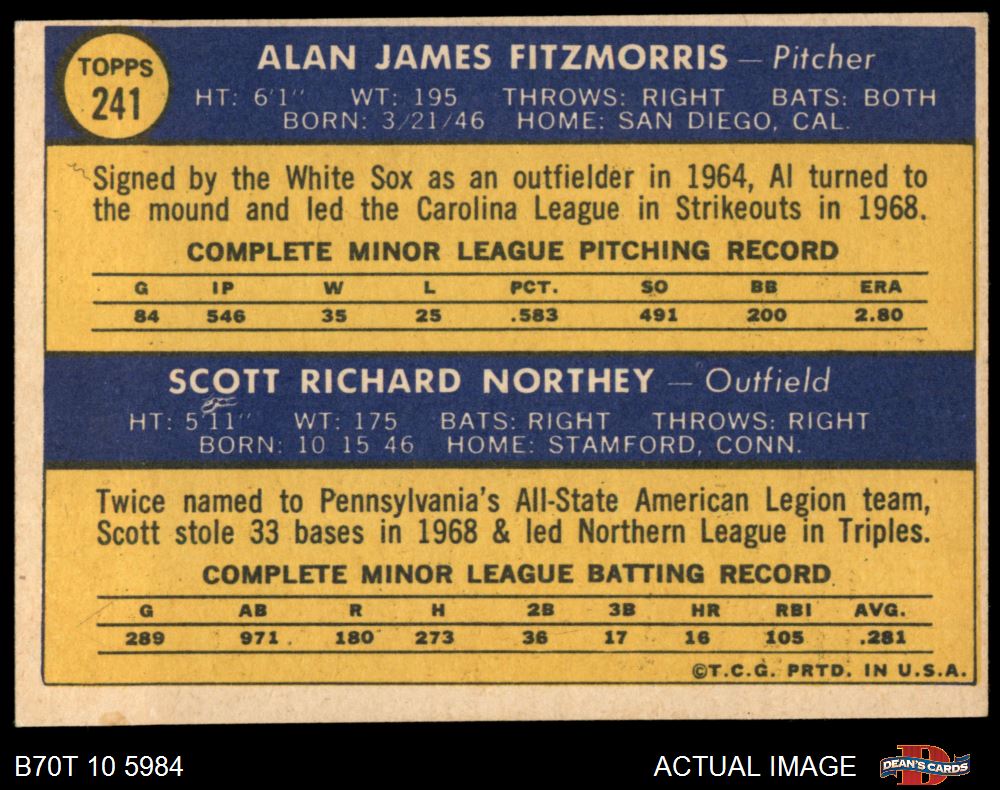 TOPPS
241
ALAN JAMES FITZMORRIS — Pitcher
HT: 6'1" WT: 195 THROWS: RIGHT BATS: BOTH
BORN: 3/21/46 HOME: SAN DIEGO, CAL.
Signed by the White Sox as an outfielder in 1964, Al turned to
the mound and led the Carolina League in Strikeouts in 1968.
COMPLETE MINOR LEAGUE PITCHING RECORD
G IP W L PCT. SO BB ERA
84 546 35 25 .583 491 200 2.80
SCOTT RICHARD NORTHEY — Outfield
HT: 5'11" WT: 175 BATS: RIGHT THROWS: RIGHT
BORN: 10 15 46 HOME: STAMFORD, CONN.
Twice named to Pennsylvania's All-State American Legion team,
Scott stole 33 bases in 1968 & led Northern League in Triples.
COMPLETE MINOR LEAGUE BATTING RECORD
G AB R H 2B 3B HR RBI AVG.
289 971 180 273 36 17 16 105 .281
©T.C.G. PRTD. IN U.S.A.
B70T 10 5984 ACTUAL IMAGE DEAN'S CARDS